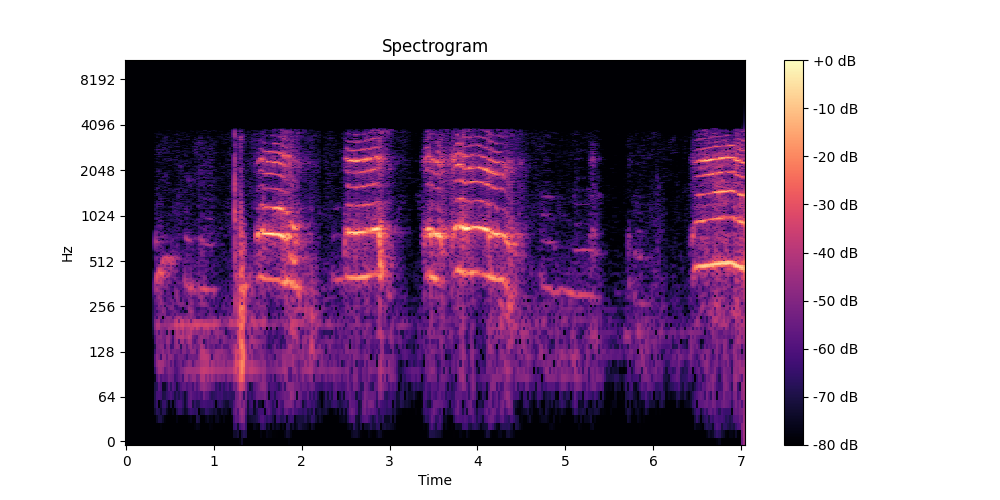 Spectrogram
8192
4096
2048
1024
512
256
128
64
0
Hz
0 1 2 3 4 5 6 7
Time
+0 dB
-10 dB
-20 dB
-30 dB
-40 dB
-50 dB
-60 dB
-70 dB
-80 dB